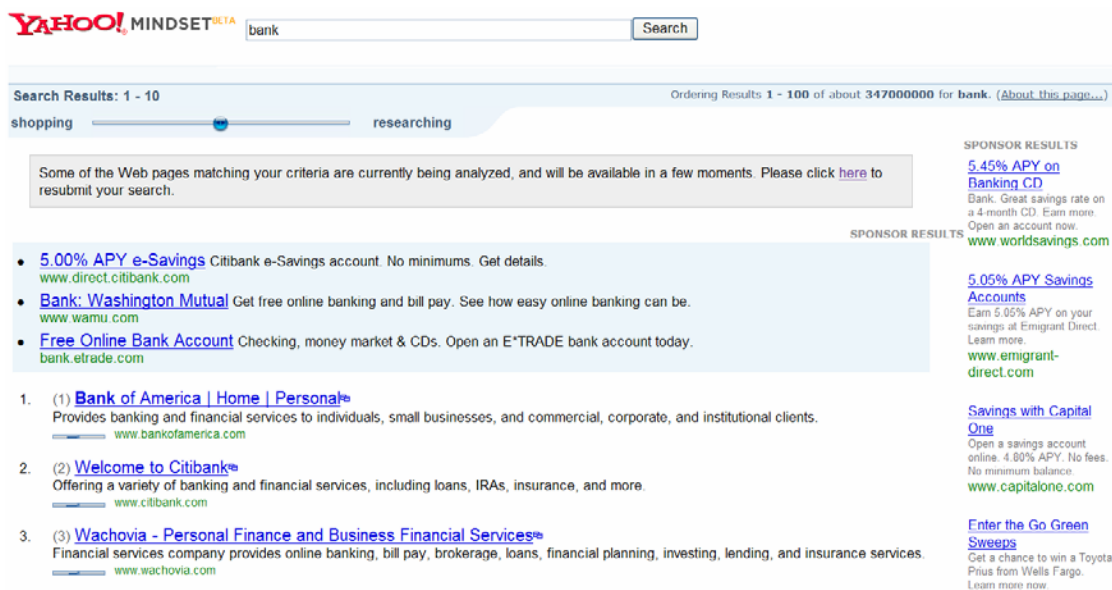 YAHOO! MINDSET BETA bank Search
Search Results: 1 - 10
Ordering Results 1 - 100 of about 347000000 for bank. (About this page...)
shopping researching
Some of the Web pages matching your criteria are currently being analyzed, and will be available in a few moments. Please click here to
resubmit your search.
SPONSOR RESULTS
• 5.00% APY e-Savings Citibank e-Savings account. No minimums. Get details.
www.direct.citibank.com
• Bank: Washington Mutual Get free online banking and bill pay. See how easy online banking can be.
www.wamu.com
• Free Online Bank Account Checking, money market & CDs. Open an E*TRADE bank account today.
bank.etrade.com
1. (1) Bank of America | Home | Personal
Provides banking and financial services to individuals, small businesses, and commercial, corporate, and institutional clients.
www.bankofamerica.com
2. (2) Welcome to Citibank
Offering a variety of banking and financial services, including loans, IRAs, insurance, and more.
www.citibank.com
3. (3) Wachovia - Personal Finance and Business Financial Services
Financial services company provides online banking, bill pay, brokerage, loans, financial planning, investing, lending, and insurance services.
www.wachovia.com
SPONSOR RESULTS
5.45% APY on
Banking CD
Bank. Great savings rate on
a 4-month CD. Earn more.
Open an account now.
www.worldsavings.com
5.05% APY Savings
Accounts
Earn 5.05% APY on your
savings at Emigrant Direct.
Learn more.
www.emigrant-
direct.com
Savings with Capital
One
Open a savings account
online. 4.80% APY. No fees.
No minimum balance.
www.capitalone.com
Enter the Go Green
Sweeps
Get a chance to win a Toyota
Prius from Wells Fargo.
Learn more now.